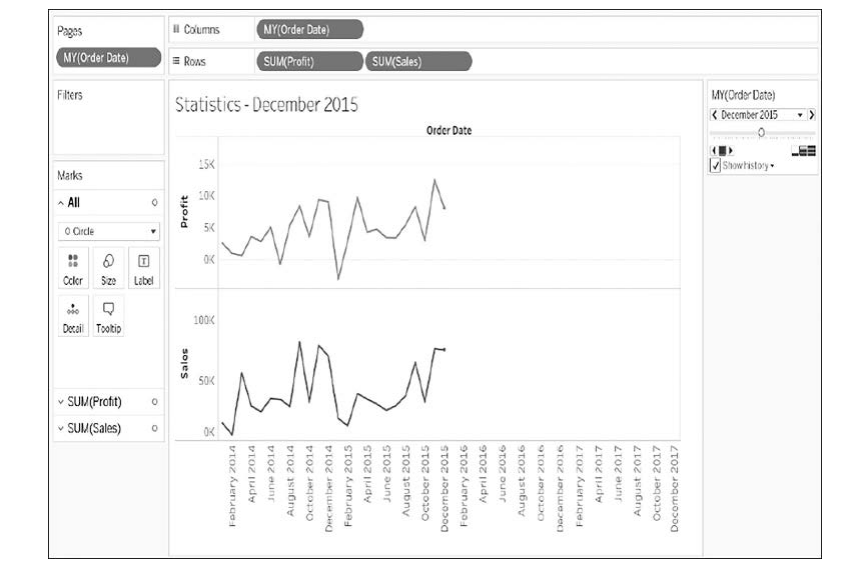 Pages
MY(Order Date)
Columns
MY(Order Date)
Rows
SUM(Profit)
SUM(Sales)
Filters
Marks
All
Circle
Color
Size
Label
Detail
Tooltip
SUM(Profit)
SUM(Sales)
Statistics - December 2015
Order Date
Profit
15K
10K
5K
0K
Sales
100K
50K
0K
February 2014
April 2014
June 2014
August 2014
October 2014
December 2014
February 2015
April 2015
June 2015
August 2015
October 2015
December 2015
February 2016
April 2016
June 2016
August 2016
October 2016
December 2016
February 2017
April 2017
June 2017
August 2017
October 2017
December 2017
MY(Order Date)
December 2015
Show history